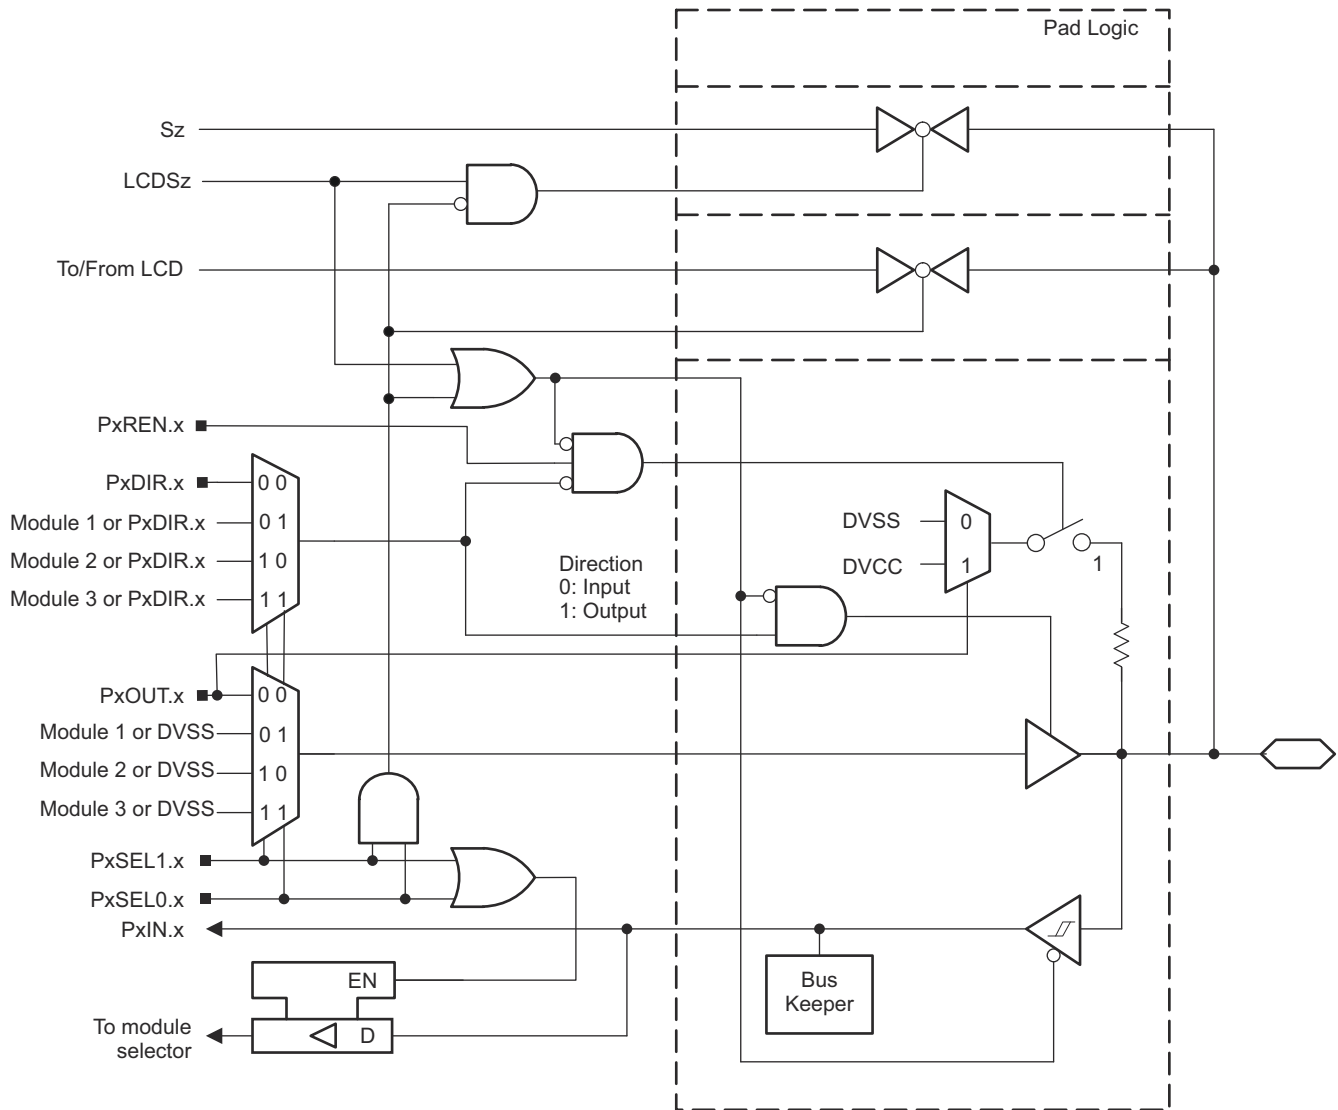 Pad Logic
Sz
LCDSz
To/From LCD
PxREN.x
PxDIR.x
0 0
Module 1 or PxDIR.x
0 1
Module 2 or PxDIR.x
1 0
Module 3 or PxDIR.x
1 1
Direction
0: Input
1: Output
DVSS
0
DVCC
1
1
PxOUT.x
0 0
Module 1 or DVSS
0 1
Module 2 or DVSS
1 0
Module 3 or DVSS
1 1
PxSEL1.x
PxSEL0.x
PxIN.x
Bus
Keeper
EN
D
To module
selector